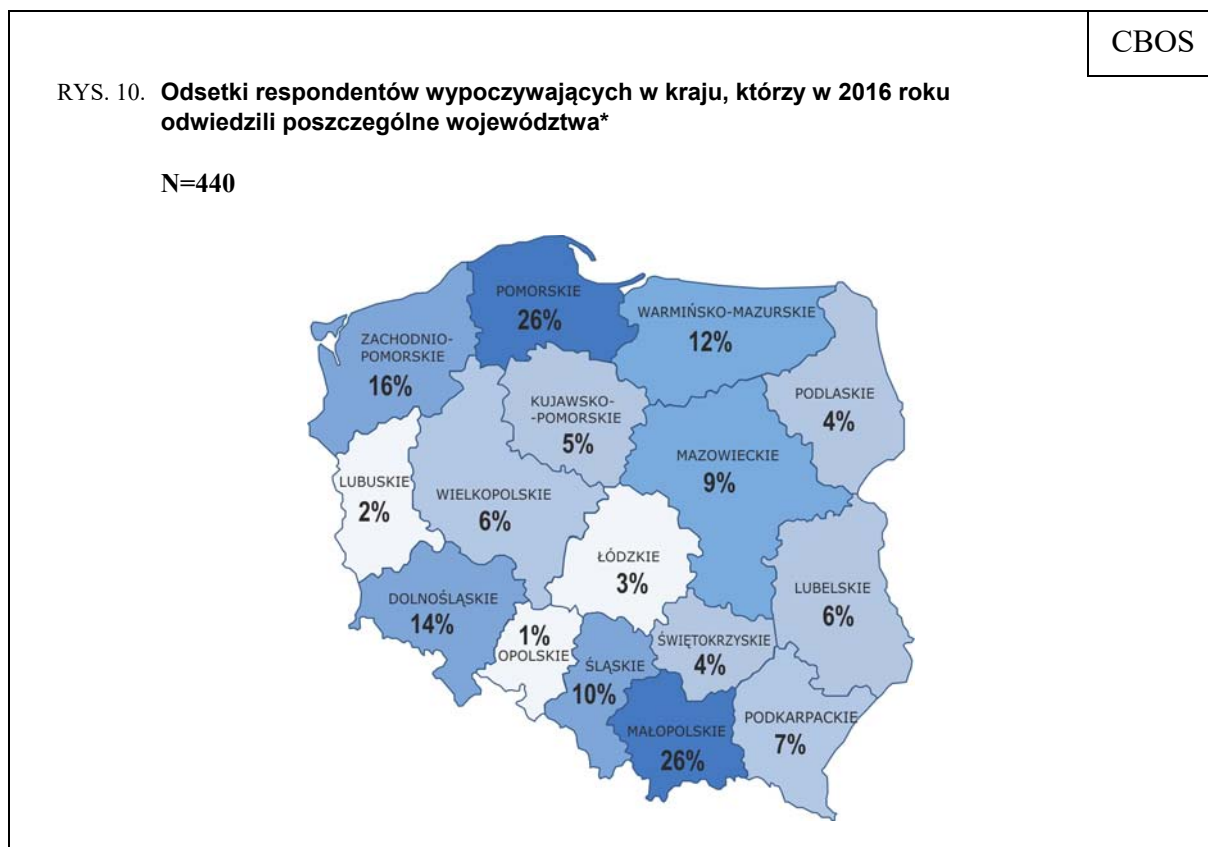 CBOS
RYS. 10. Odsetki respondentów wypoczywających w kraju, którzy w 2016 roku
odwiedzili poszczególne województwa*
N=440
POMORSKIE
26%
WARMIŃSKO-MAZURSKIE
12%
ZACHODNIO-
POMORSKIE
16%
KUJAWSKO-
-POMORSKIE
5%
PODLASKIE
4%
MAZOWIECKIE
9%
LUBUSKIE
2%
WIELKOPOLSKIE
6%
ŁÓDZKIE
3%
LUBELSKIE
6%
DOLNOŚLĄSKIE
14%
1%
OPOLSKIE
ŚLĄSKIE
10%
ŚWIĘTOKRZYSKIE
4%
MAŁOPOLSKIE
26%
PODKARPACKIE
7%